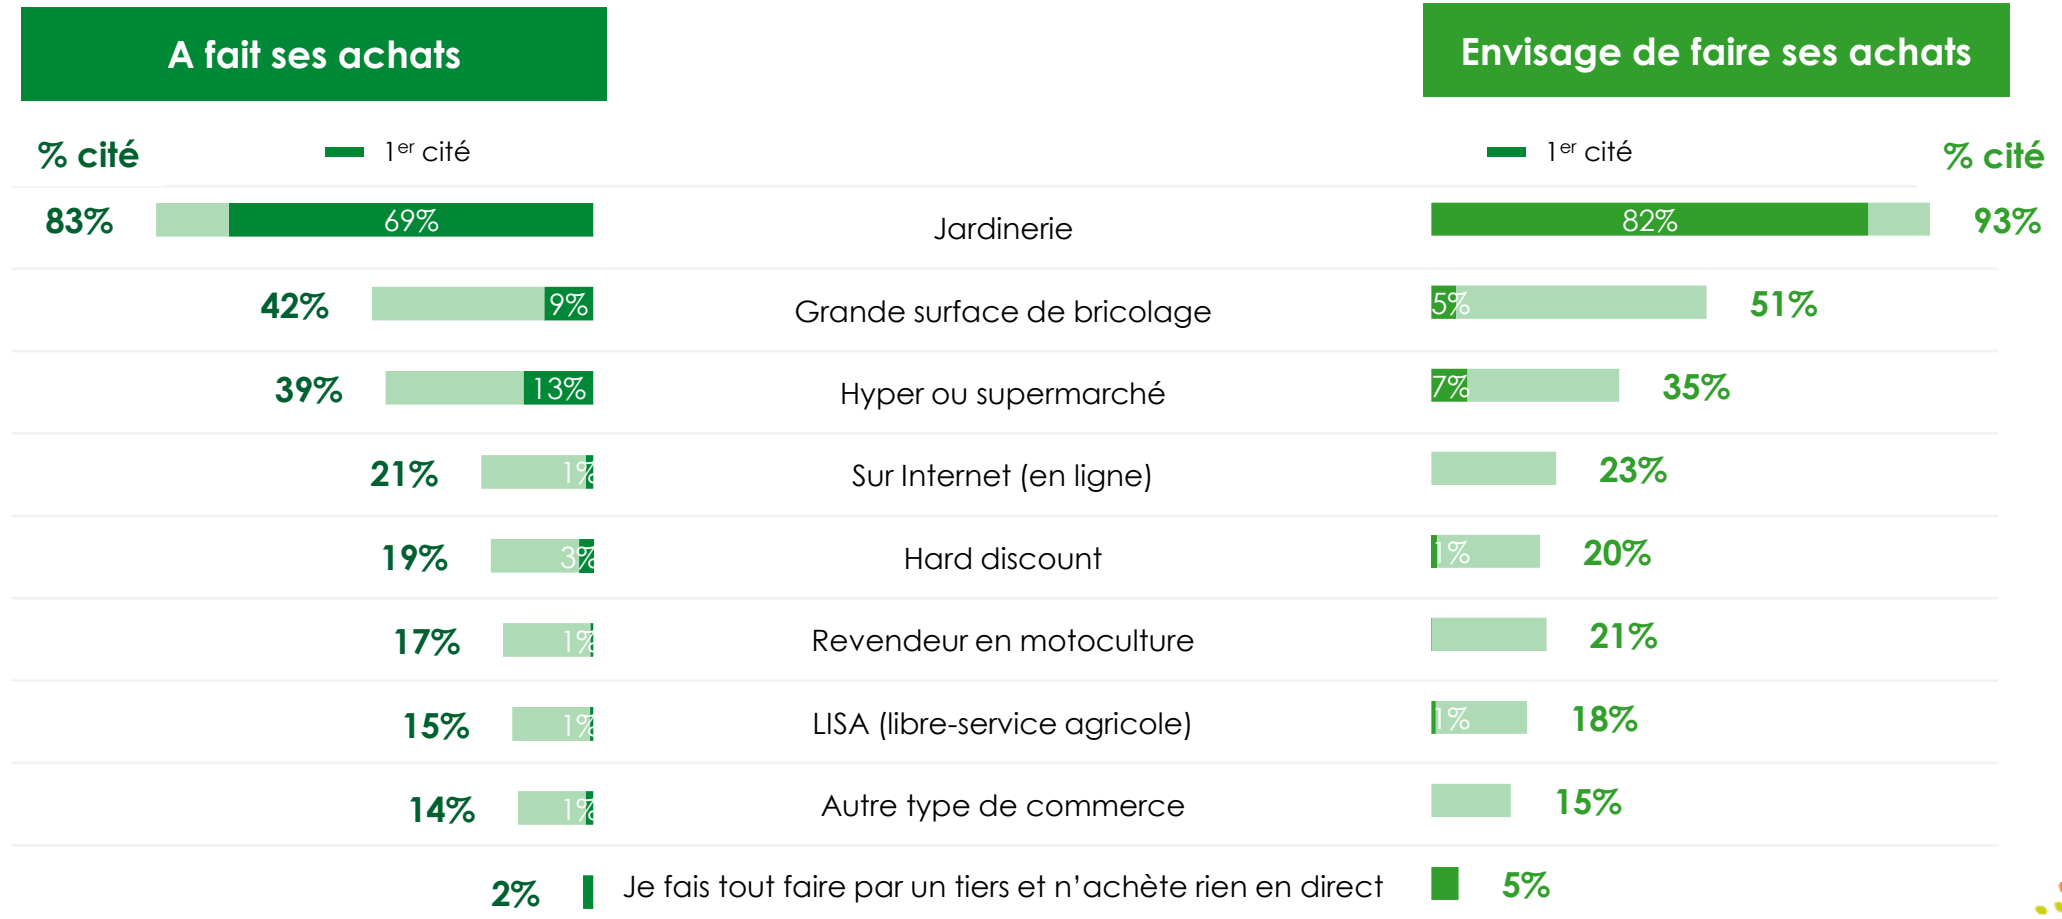 A fait ses achats
Envisage de faire ses achats
% cité
1er cité
1er cité
% cité
83% 69% Jardinerie 82% 93%
42% 9% Grande surface de bricolage 5% 51%
39% 13% Hyper ou supermarché 7% 35%
21% 1% Sur Internet (en ligne) 23%
19% 3% Hard discount 1% 20%
17% 1% Revendeur en motoculture 21%
15% 1% LISA (libre-service agricole) 1% 18%
14% 1% Autre type de commerce 15%
2% Je fais tout faire par un tiers et n’achète rien en direct 5%